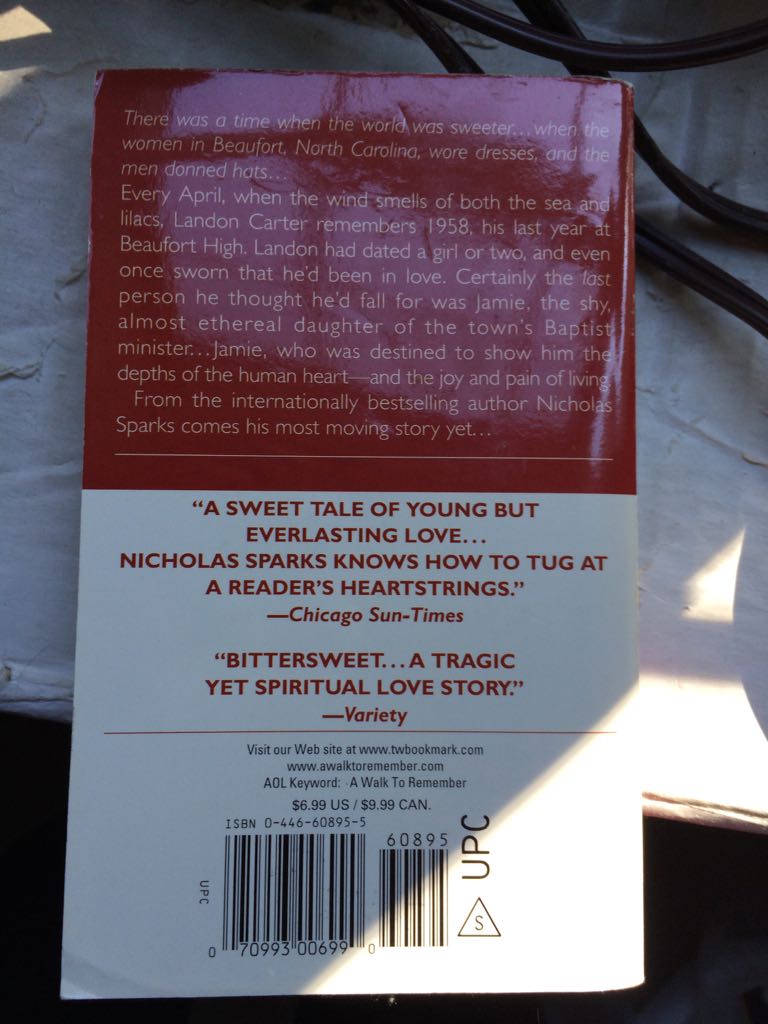 There was a time when the world was sweeter...when the
women in Beaufort, North Carolina, wore dresses, and the
men donned hats...
Every April, when the wind smells of both the sea and
lilacs, Landon Carter remembers 1958, his last year at
Beaufort High. Landon had dated a girl or two, and even
once sworn that he'd been in love. Certainly the last
person he thought he'd fall for was Jamie, the shy,
almost ethereal daughter of the town's Baptist
minister...Jamie, who was destined to show him the
depths of the human heart—and the joy and pain of living.
From the internationally bestselling author Nicholas
Sparks comes his most moving story yet...
“A SWEET TALE OF YOUNG BUT
EVERLASTING LOVE...
NICHOLAS SPARKS KNOWS HOW TO TUG AT
A READER'S HEARTSTRINGS.”
—Chicago Sun-Times
“BITTERSWEET...A TRAGIC
YET SPIRITUAL LOVE STORY.”
—Variety
Visit our Web site at www.twbookmark.com
www.awalktoremember.com
AOL Keyword: A Walk To Remember
$6.99 US / $9.99 CAN.
ISBN 0-446-60895-5
60895
UPC
UPC
S
0 70993 00699 0